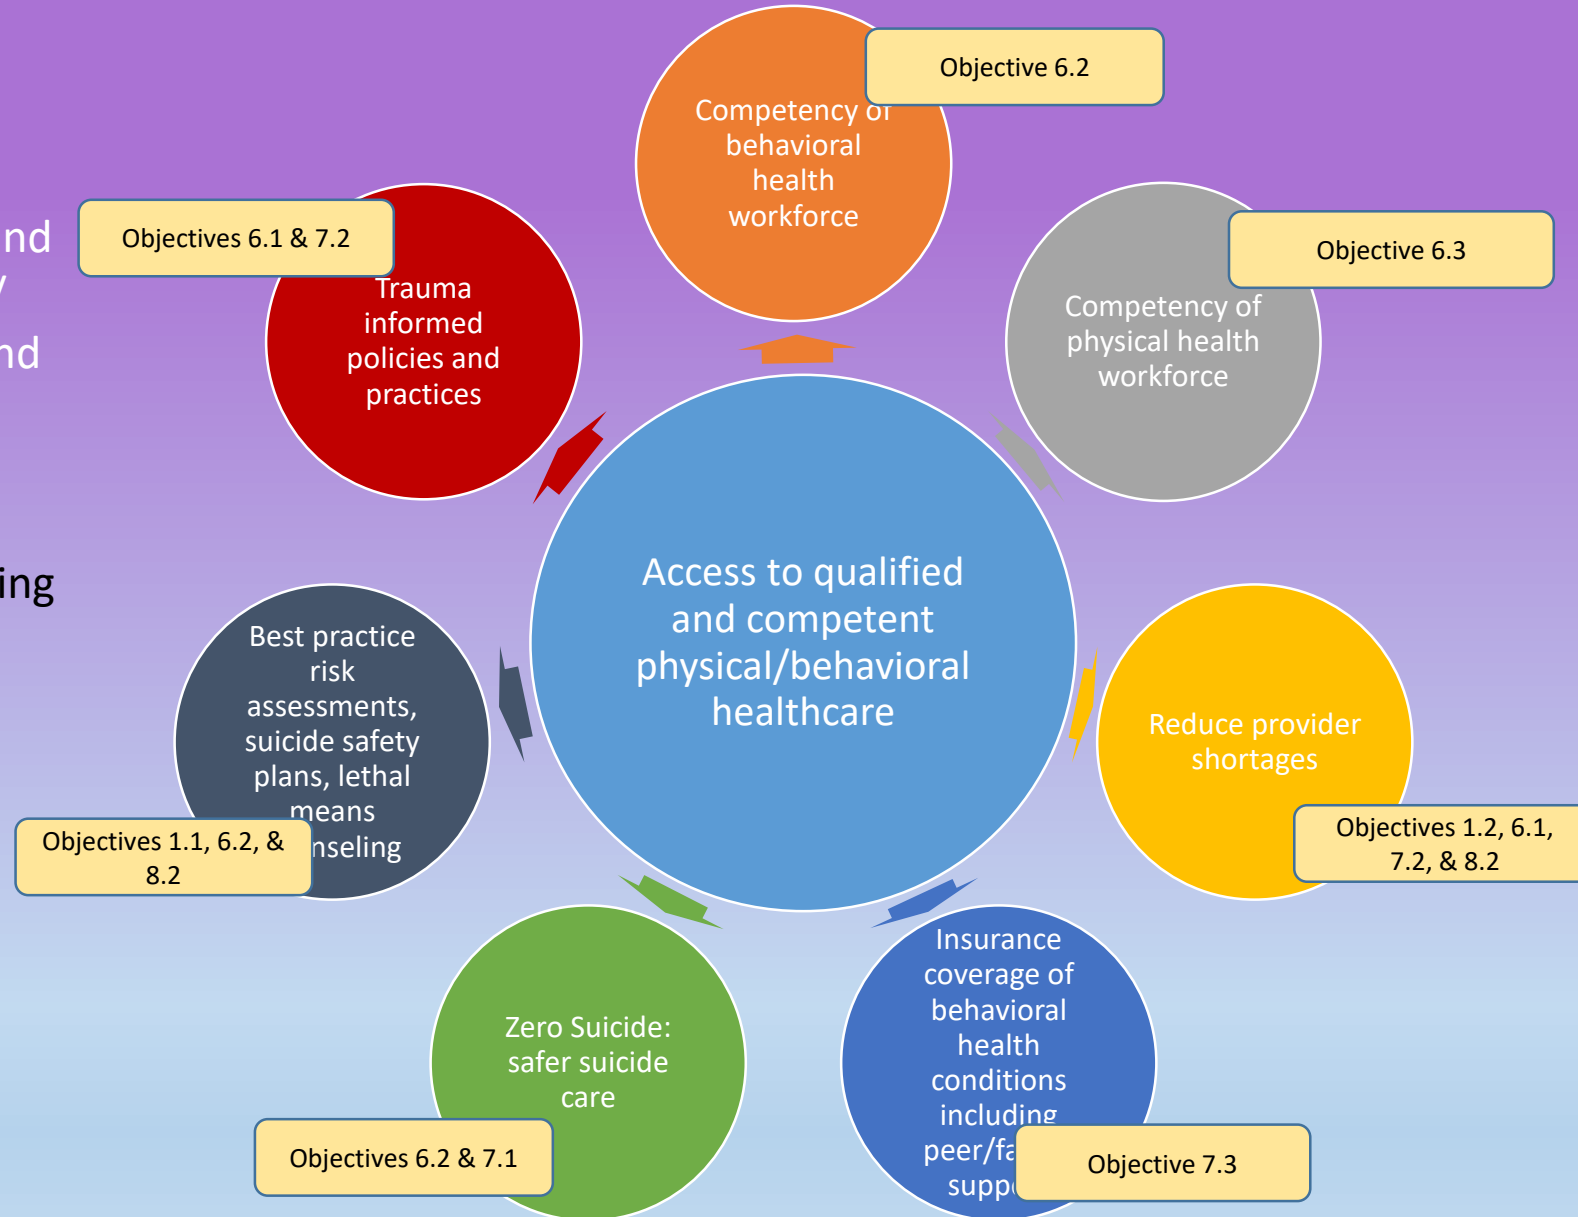 nd
nd
ing
Objective 6.2
Competency of
behavioral
health
workforce
Objectives 6.1 & 7.2
Trauma
informed
policies and
practices
Objective 6.3
Competency of
physical health
workforce
Access to qualified
and competent
physical/behavioral
healthcare
Best practice
risk
assessments,
suicide safety
plans, lethal
means
nseling
Objectives 1.1, 6.2, &
8.2
Reduce provider
shortages
Objectives 1.2, 6.1,
7.2, & 8.2
Zero Suicide:
safer suicide
care
Objectives 6.2 & 7.1
Insurance
coverage of
behavioral
health
conditions
including
peer/fa
supp
Objective 7.3